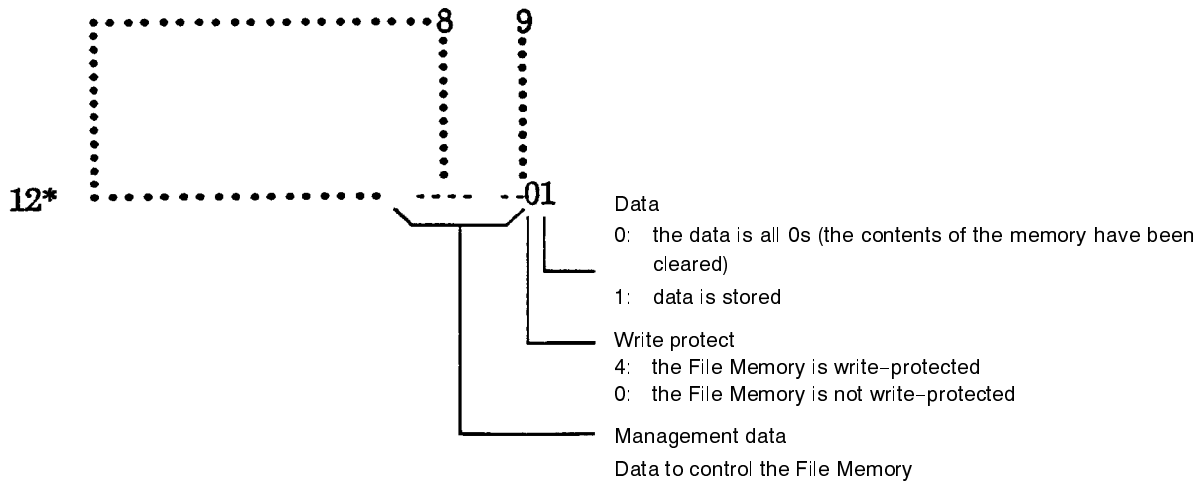 8 9
12* 01
Data
0: the data is all 0s (the contents of the memory have been
cleared)
1: data is stored
Write protect
4: the File Memory is write–protected
0: the File Memory is not write–protected
Management data
Data to control the File Memory